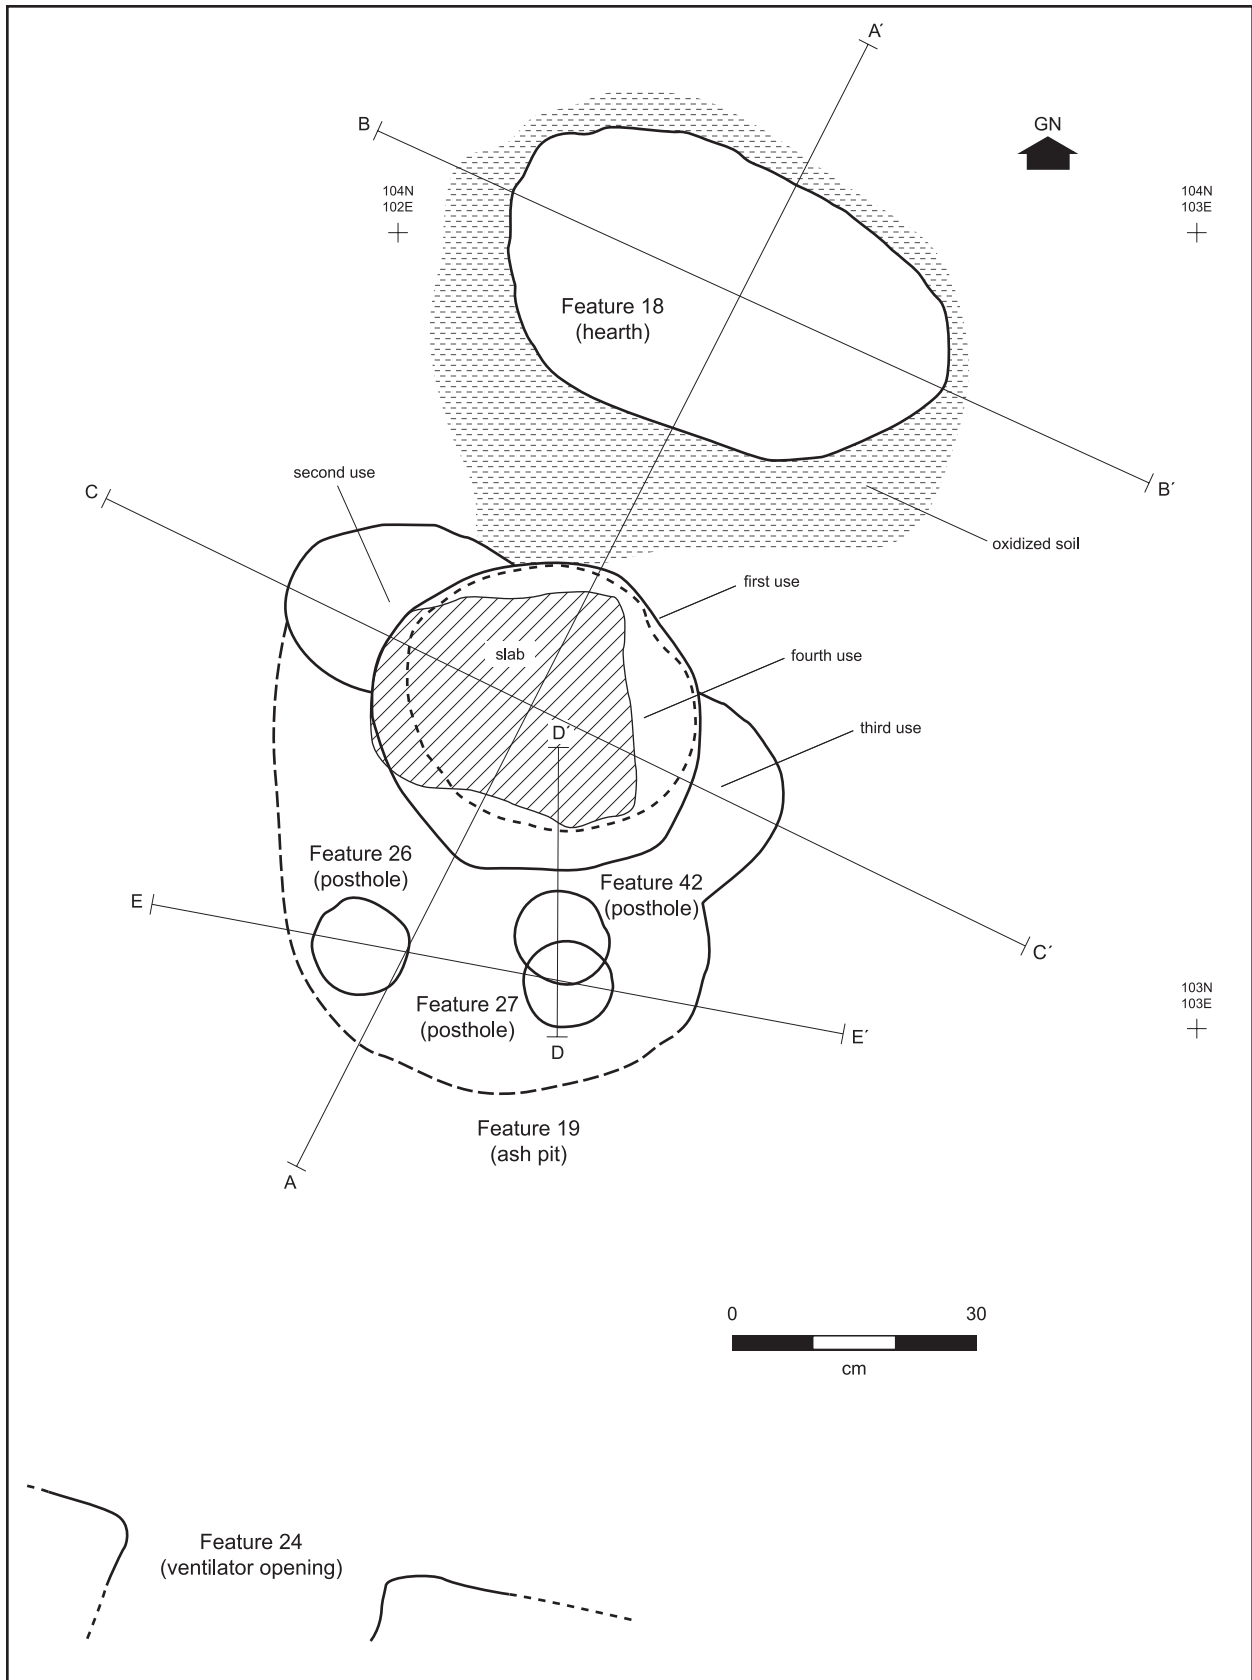 A´
B
GN
104N
102E
104N
103E
Feature 18
(hearth)
second use
C
B´
oxidized soil
first use
slab
fourth use
D´
third use
Feature 26
(posthole)
Feature 42
(posthole)
E
C´
103N
103E
Feature 27
(posthole)
E´
D
Feature 19
(ash pit)
A
0 30
cm
Feature 24
(ventilator opening)